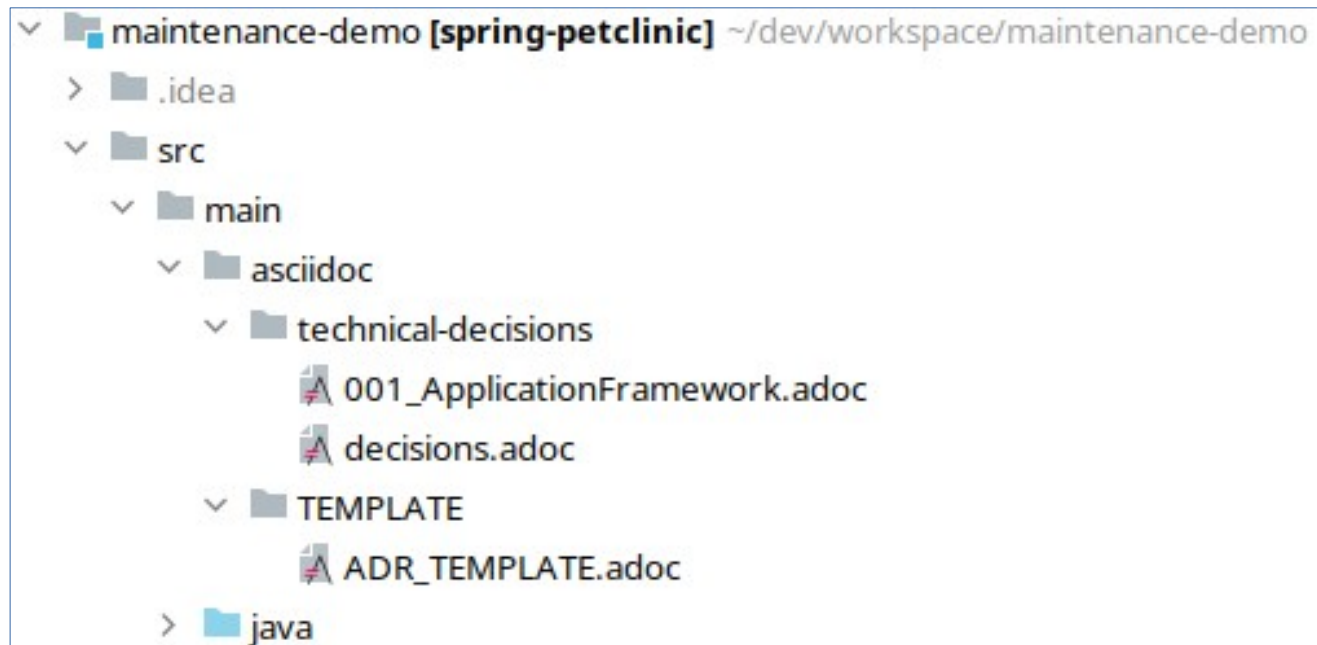 maintenance-demo [spring-petclinic] ~/dev/workspace/maintenance-demo
.idea
src
main
asciidoc
technical-decisions
001_ApplicationFramework.adoc
decisions.adoc
TEMPLATE
ADR_TEMPLATE.adoc
java